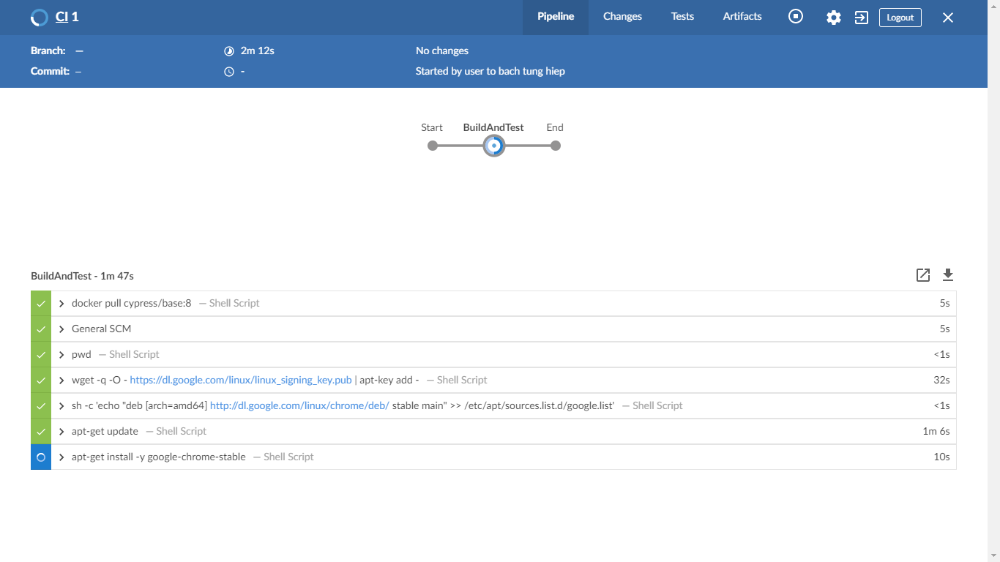 CI 1 Pipeline Changes Tests Artifacts Logout
Branch: — 2m 12s No changes
Commit: – - Started by user to bach tung hiep
Start BuildAndTest End
BuildAndTest - 1m 47s
docker pull cypress/base:8 — Shell Script 5s
General SCM 5s
pwd — Shell Script <1s
wget -q -O - https://dl.google.com/linux/linux_signing_key.pub | apt-key add - — Shell Script 32s
sh -c 'echo "deb [arch=amd64] http://dl.google.com/linux/chrome/deb/ stable main" >> /etc/apt/sources.list.d/google.list' — Shell Script <1s
apt-get update — Shell Script 1m 6s
apt-get install -y google-chrome-stable — Shell Script 10s